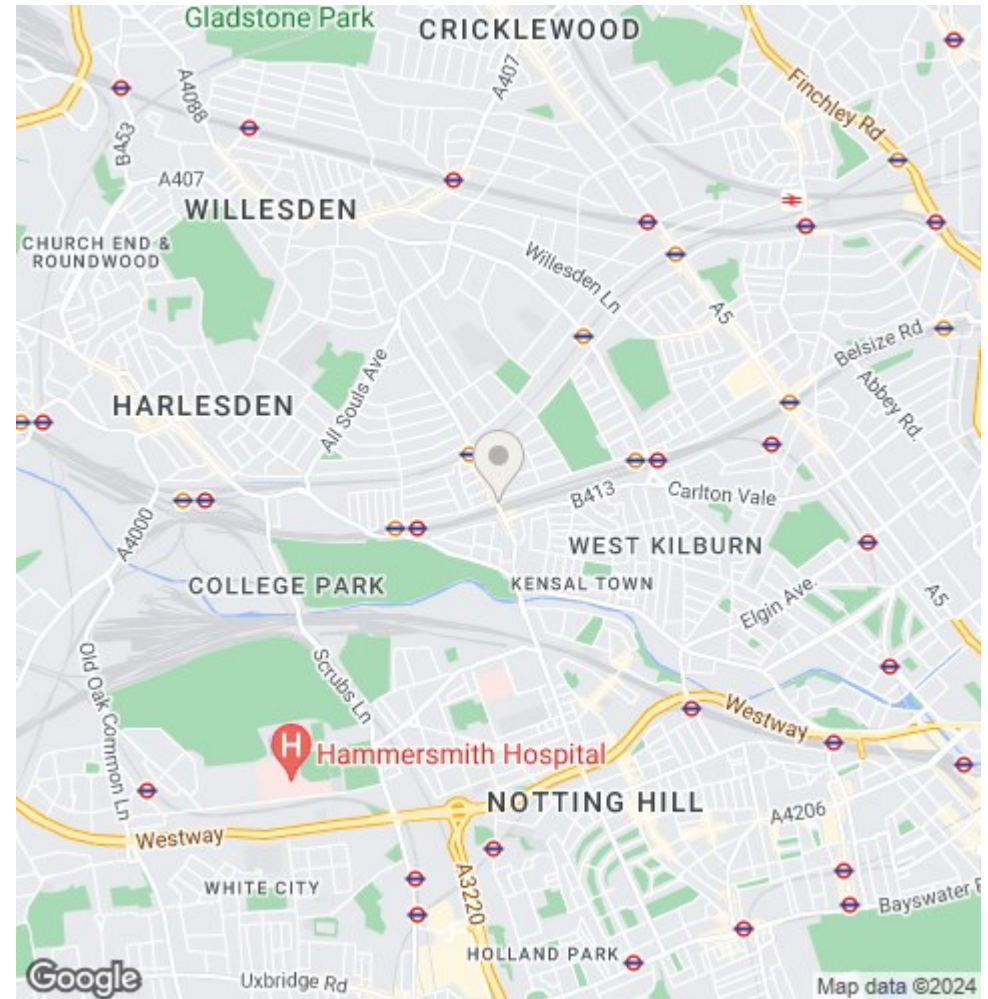 Gladstone Park
CRICKLEWOOD
A407
A4088
Finchley Rd
B453
A407
WILLESDEN
CHURCH END &
ROUNDWOOD
Willesden Ln
A5
Belsize Rd
Abbey Rd.
All Souls Ave
HARLESDEN
B413
Carlton Vale
A4000
WEST KILBURN
COLLEGE PARK
KENSAL TOWN
Elgin Ave.
A5
Old Oak Common Ln
Scrubs Ln
Westway
H
Hammersmith Hospital
NOTTING HILL
A4206
Westway
WHITE CITY
A3220
Bayswater R
HOLLAND PARK
Google
Uxbridge Rd
Map data ©2024